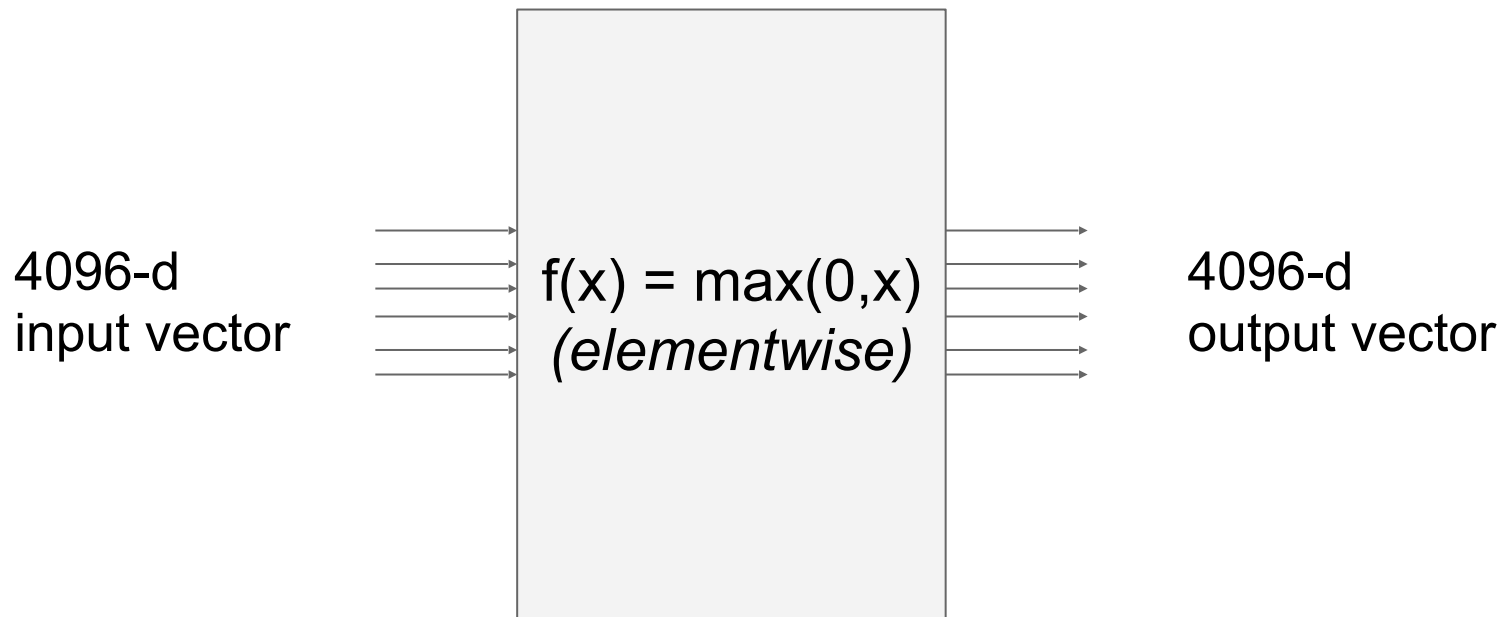 4096-d
input vector
f(x) = max(0,x)
(elementwise)
4096-d
output vector